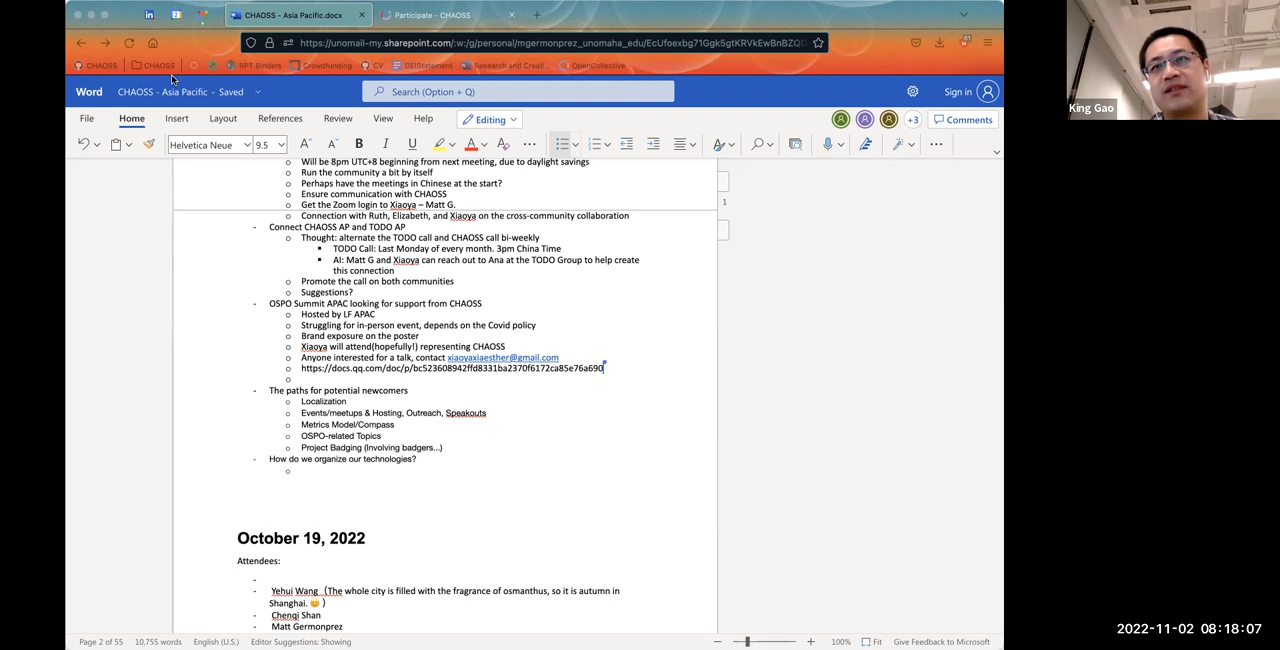 CHAOSS - Asia Pacific.docx
Participate - CHAOSS
https://unomail-my.sharepoint.com/:w:/g/personal/mgermonprez_unomaha_edu/EcUfoexbg71Ggk5gtKRVkEwBnBZQD
CHAOSS
CHAOSS
RPT Binders
Crowdfunding
CV
DEIStatement
Research and Creati...
OpenCollective
Word
CHAOSS - Asia Pacific - Saved
Search (Option + Q)
Sign in
File
Home
Insert
Layout
References
Review
View
Help
Editing
+3
Comments
Helvetica Neue
9.5
Will be 8pm UTC+8 beginning from next meeting, due to daylight savings
Run the community a bit by itself
Perhaps have the meetings in Chinese at the start?
Ensure communication with CHAOSS
Get the Zoom login to Xiaoya – Matt G.
1
o Connection with Ruth, Elizabeth, and Xiaoya on the cross-community collaboration
- Connect CHAOSS AP and TODO AP
o Thought: alternate the TODO call and CHAOSS call bi-weekly
▪ TODO Call: Last Monday of every month. 3pm China Time
▪ AI: Matt G and Xiaoya can reach out to Ana at the TODO Group to help create
this connection
o Promote the call on both communities
o Suggestions?
- OSPO Summit APAC looking for support from CHAOSS
o Hosted by LF APAC
o Struggling for in-person event, depends on the Covid policy
o Brand exposure on the poster
o Xiaoya will attend(hopefully!) representing CHAOSS
o Anyone interested for a talk, contact xiaoyaxiaesther@gmail.com
o https://docs.qq.com/doc/p/bc523608942ffd8331ba2370f6172ca85e76a690
o
- The paths for potential newcomers
o Localization
o Events/meetups & Hosting, Outreach, Speakouts
o Metrics Model/Compass
o OSPO-related Topics
o Project Badging (Involving badgers...)
- How do we organize our technologies?
o
October 19, 2022
Attendees:
-
- Yehui Wang （The whole city is filled with the fragrance of osmanthus, so it is autumn in
Shanghai. 😊 )
- Chenqi Shan
- Matt Germonprez
Page 2 of 55
10,755 words
English (U.S.)
Editor Suggestions: Showing
100%
Fit
Give Feedback to Microsoft
King Gao
2022-11-02 08:18:07